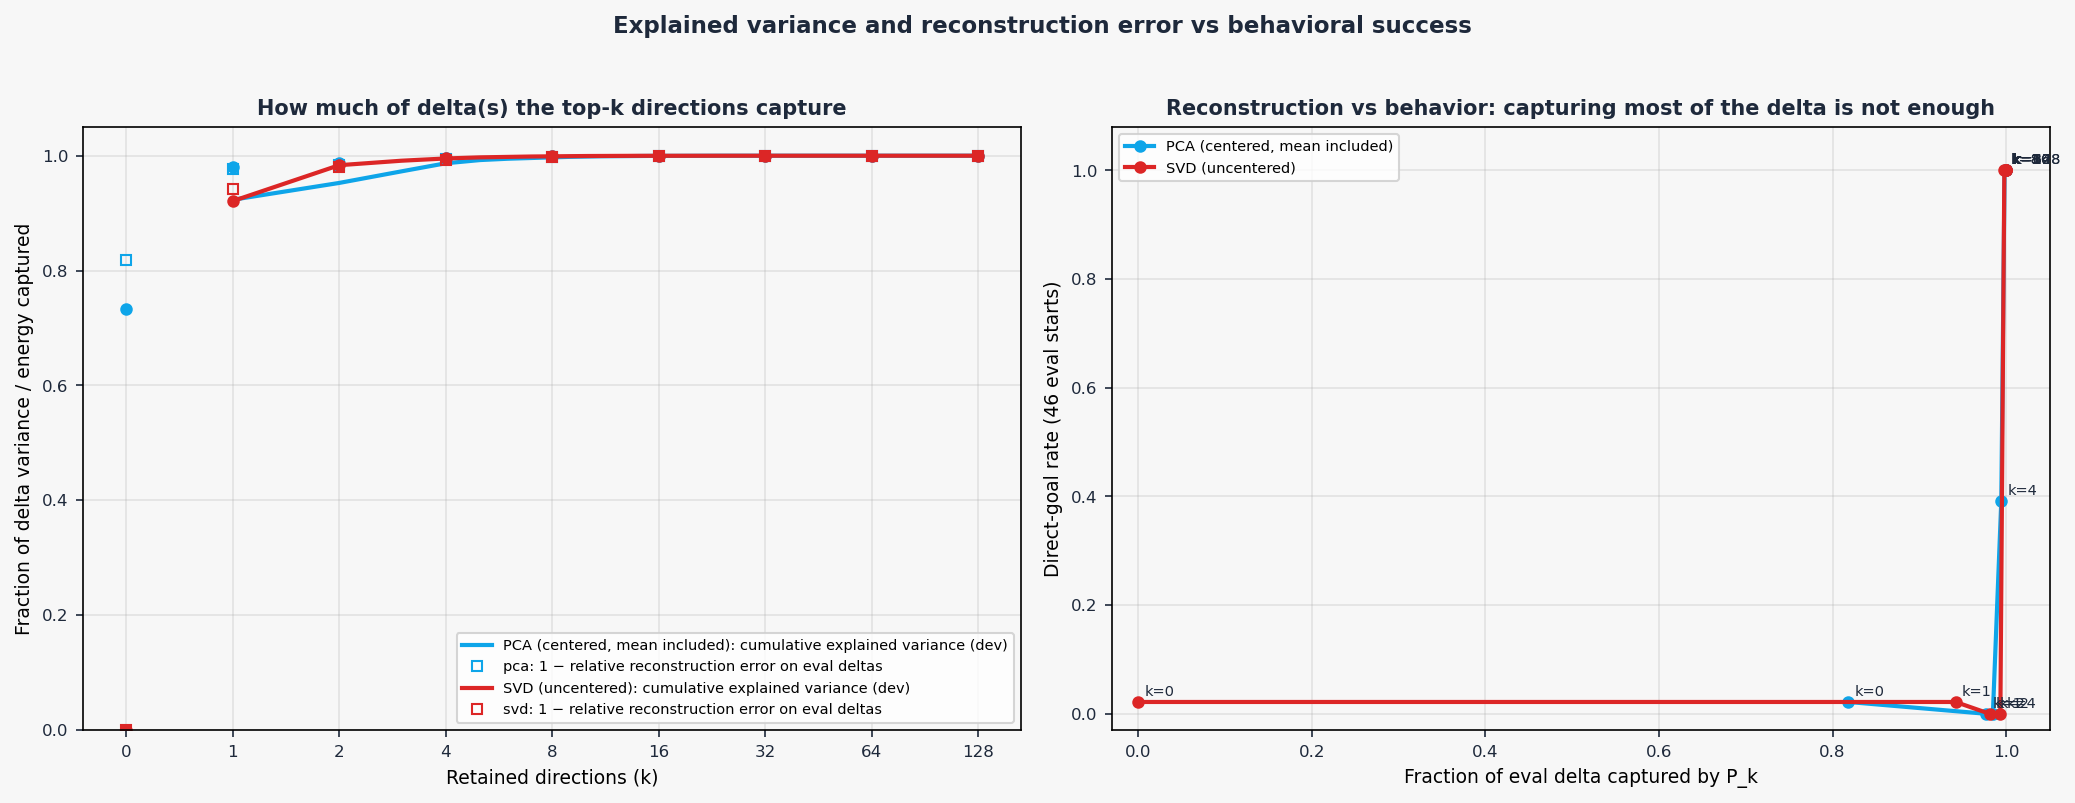 Explained variance and reconstruction error vs behavioral success
How much of delta(s) the top-k directions capture
Fraction of delta variance / energy captured
1.0
0.8
0.6
0.4
0.2
0.0
PCA (centered, mean included): cumulative explained variance (dev)
pca: 1 − relative reconstruction error on eval deltas
SVD (uncentered): cumulative explained variance (dev)
svd: 1 − relative reconstruction error on eval deltas
0 1 2 4 8 16 32 64 128
Retained directions (k)
Reconstruction vs behavior: capturing most of the delta is not enough
Direct-goal rate (46 eval starts)
PCA (centered, mean included)
SVD (uncentered)
1.0
0.8
0.6
0.4
0.2
0.0
k=4
k=0
k=0
k=1
0.0 0.2 0.4 0.6 0.8 1.0
Fraction of eval delta captured by P_k